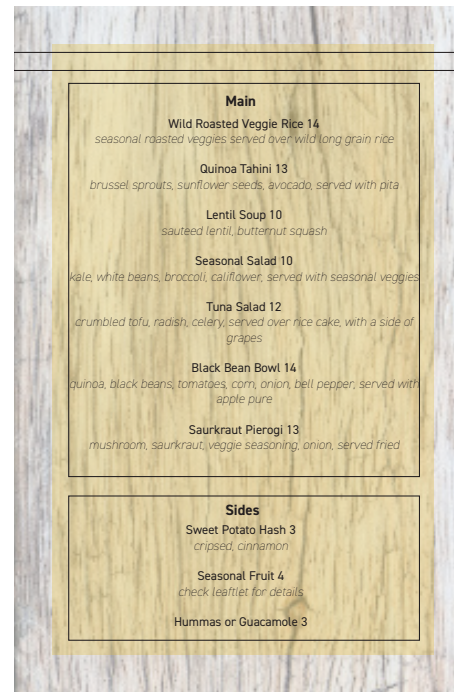 Main
Wild Roasted Veggie Rice 14
seasonal roasted veggies served over wild long grain rice
Quinoa Tahini 13
brussel sprouts, sunflower seeds, avocado, served with pita
Lentil Soup 10
sauteed lentil, butternut squash
Seasonal Salad 10
kale, white beans, broccoli, califlower, served with seasonal veggies
Tuna Salad 12
crumbled tofu, radish, celery, served over rice cake, with a side of
grapes
Black Bean Bowl 14
quinoa, black beans, tomatoes, corn, onion, bell pepper, served with
apple pure
Saurkraut Pierogi 13
mushroom, saurkraut, veggie seasoning, onion, served fried
Sides
Sweet Potato Hash 3
cripsed, cinnamon
Seasonal Fruit 4
check leaftlet for details
Hummas or Guacamole 3